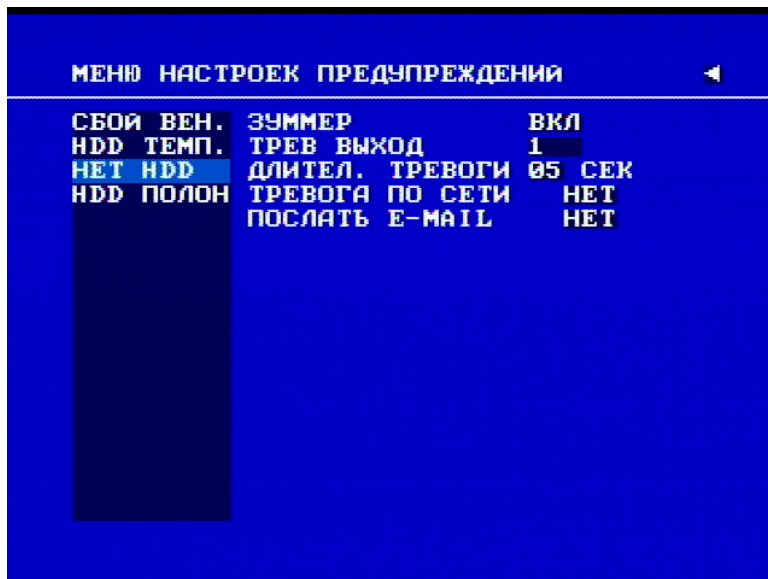 МЕНЮ НАСТРОЕК ПРЕДУПРЕЖДЕНИЙ
СБОЙ ВЕН. ЗУММЕР ВКЛ
HDD ТЕМП. ТРЕВ ВЫХОД 1
НЕТ HDD ДЛИТЕЛ. ТРЕВОГИ 05 СЕК
HDD ПОЛОН ТРЕВОГА ПО СЕТИ НЕТ
ПОСЛАТЬ E-MAIL НЕТ